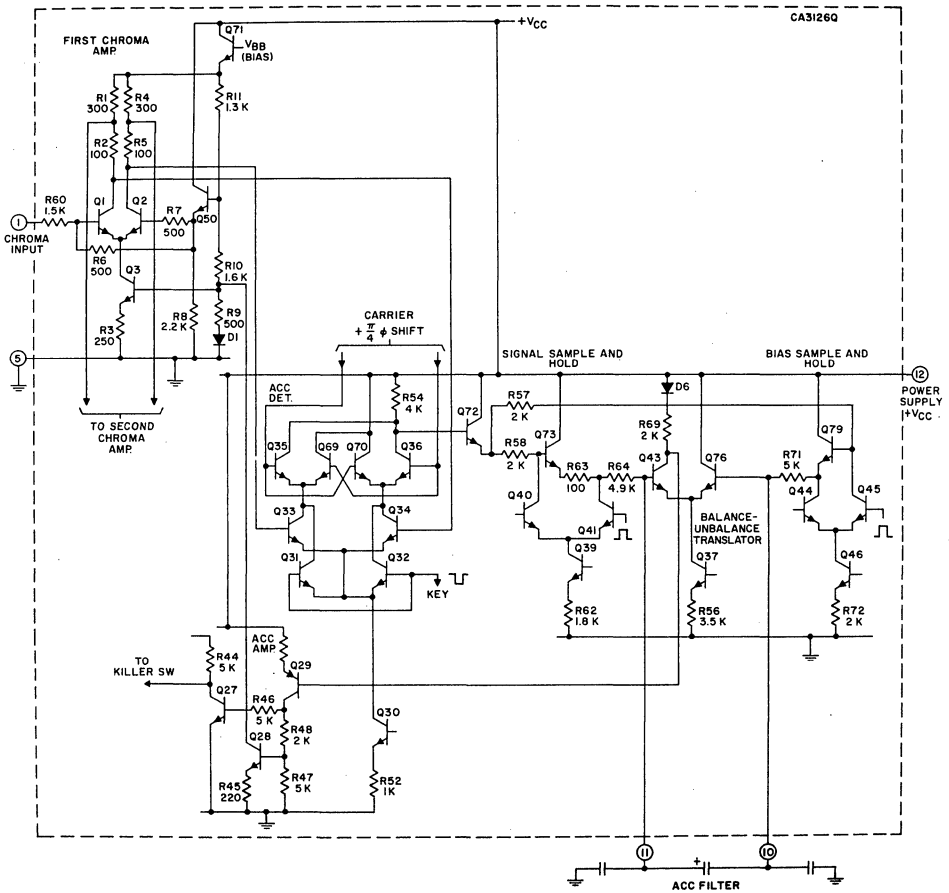 CA3126Q
+VCC
Q71
VBB
(BIAS)
FIRST CHROMA
AMP.
R1
300
R4
300
R11
1.3 K
R2
100
R5
100
R60
1.5K
Q1
Q2
R7
500
Q50
1
CHROMA
INPUT
R6
500
Q3
R10
1.6 K
R3
250
R8
2.2 K
R9
500
D1
5
TO SECOND
CHROMA
AMP.
CARRIER
+ π/4 φ SHIFT
SIGNAL SAMPLE AND
HOLD
BIAS SAMPLE AND
HOLD
12
POWER
SUPPLY
+VCC
ACC
DET.
R54
4 K
Q72
R57
2 K
D6
R69
2 K
Q79
Q35
Q69
Q70
Q36
R58
2 K
Q73
R63
100
R64
4.9 K
Q43
Q76
R71
5 K
Q44
Q45
Q33
Q34
Q40
Q41
BALANCE-
UNBALANCE
TRANSLATOR
Q31
Q32
KEY
Q39
Q37
Q46
R62
1.8 K
R56
3.5 K
R72
2 K
ACC
AMP.
R44
5 K
TO
KILLER SW
Q29
Q27
R46
5 K
Q30
Q28
R48
2 K
R45
220
R47
5 K
R52
1K
11
10
+
ACC FILTER